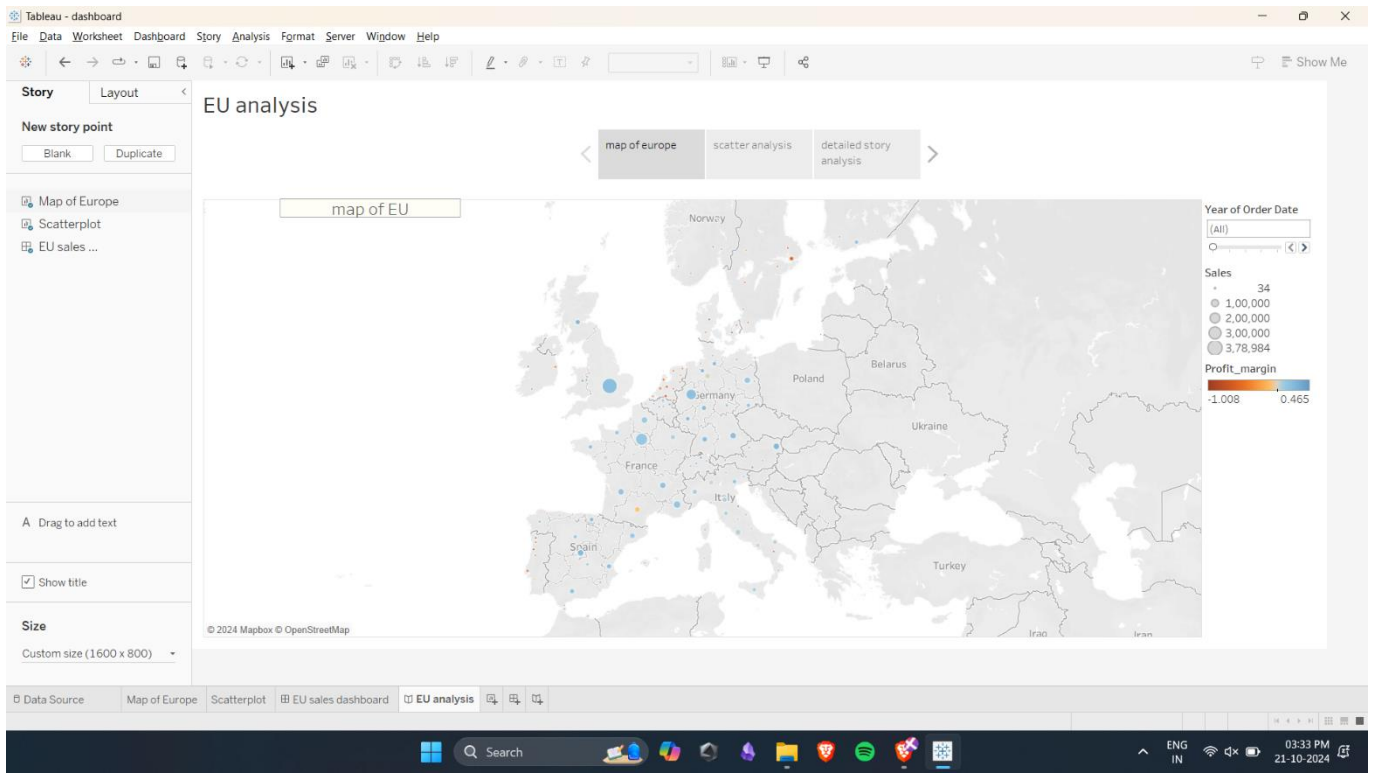 Tableau - dashboard
File Data Worksheet Dashboard Story Analysis Format Server Window Help
Show Me
Story Layout
New story point
Blank Duplicate
Map of Europe
Scatterplot
EU sales ...
A Drag to add text
Show title
Size
Custom size (1600 x 800)
EU analysis
map of europe
scatter analysis
detailed story
analysis
map of EU
Norway
Belarus
Poland
Germany
Ukraine
France
Italy
Spain
Turkey
Iraq
Iran
© 2024 Mapbox © OpenStreetMap
Year of Order Date
(All)
Sales
34
1,00,000
2,00,000
3,00,000
3,78,984
Profit_margin
-1.008 0.465
Data Source Map of Europe Scatterplot EU sales dashboard EU analysis
Search
ENG
IN
03:33 PM
21-10-2024